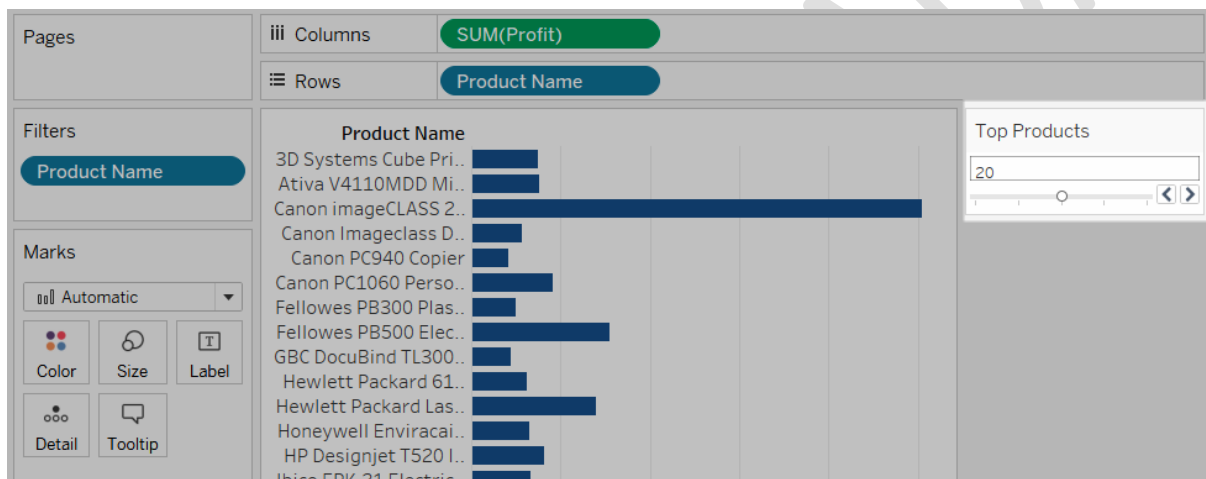 Pages
iii Columns
SUM(Profit)
Rows
Product Name
Filters
Product Name
Marks
Automatic
Color
Size
Label
Detail
Tooltip
Product Name
3D Systems Cube Pri..
Ativa V4110MDD Mi..
Canon imageCLASS 2..
Canon Imageclass D..
Canon PC940 Copier
Canon PC1060 Perso..
Fellowes PB300 Plas..
Fellowes PB500 Elec..
GBC DocuBind TL300..
Hewlett Packard 61..
Hewlett Packard Las..
Honeywell Enviracai..
HP Designjet T520 I..
Top Products
20